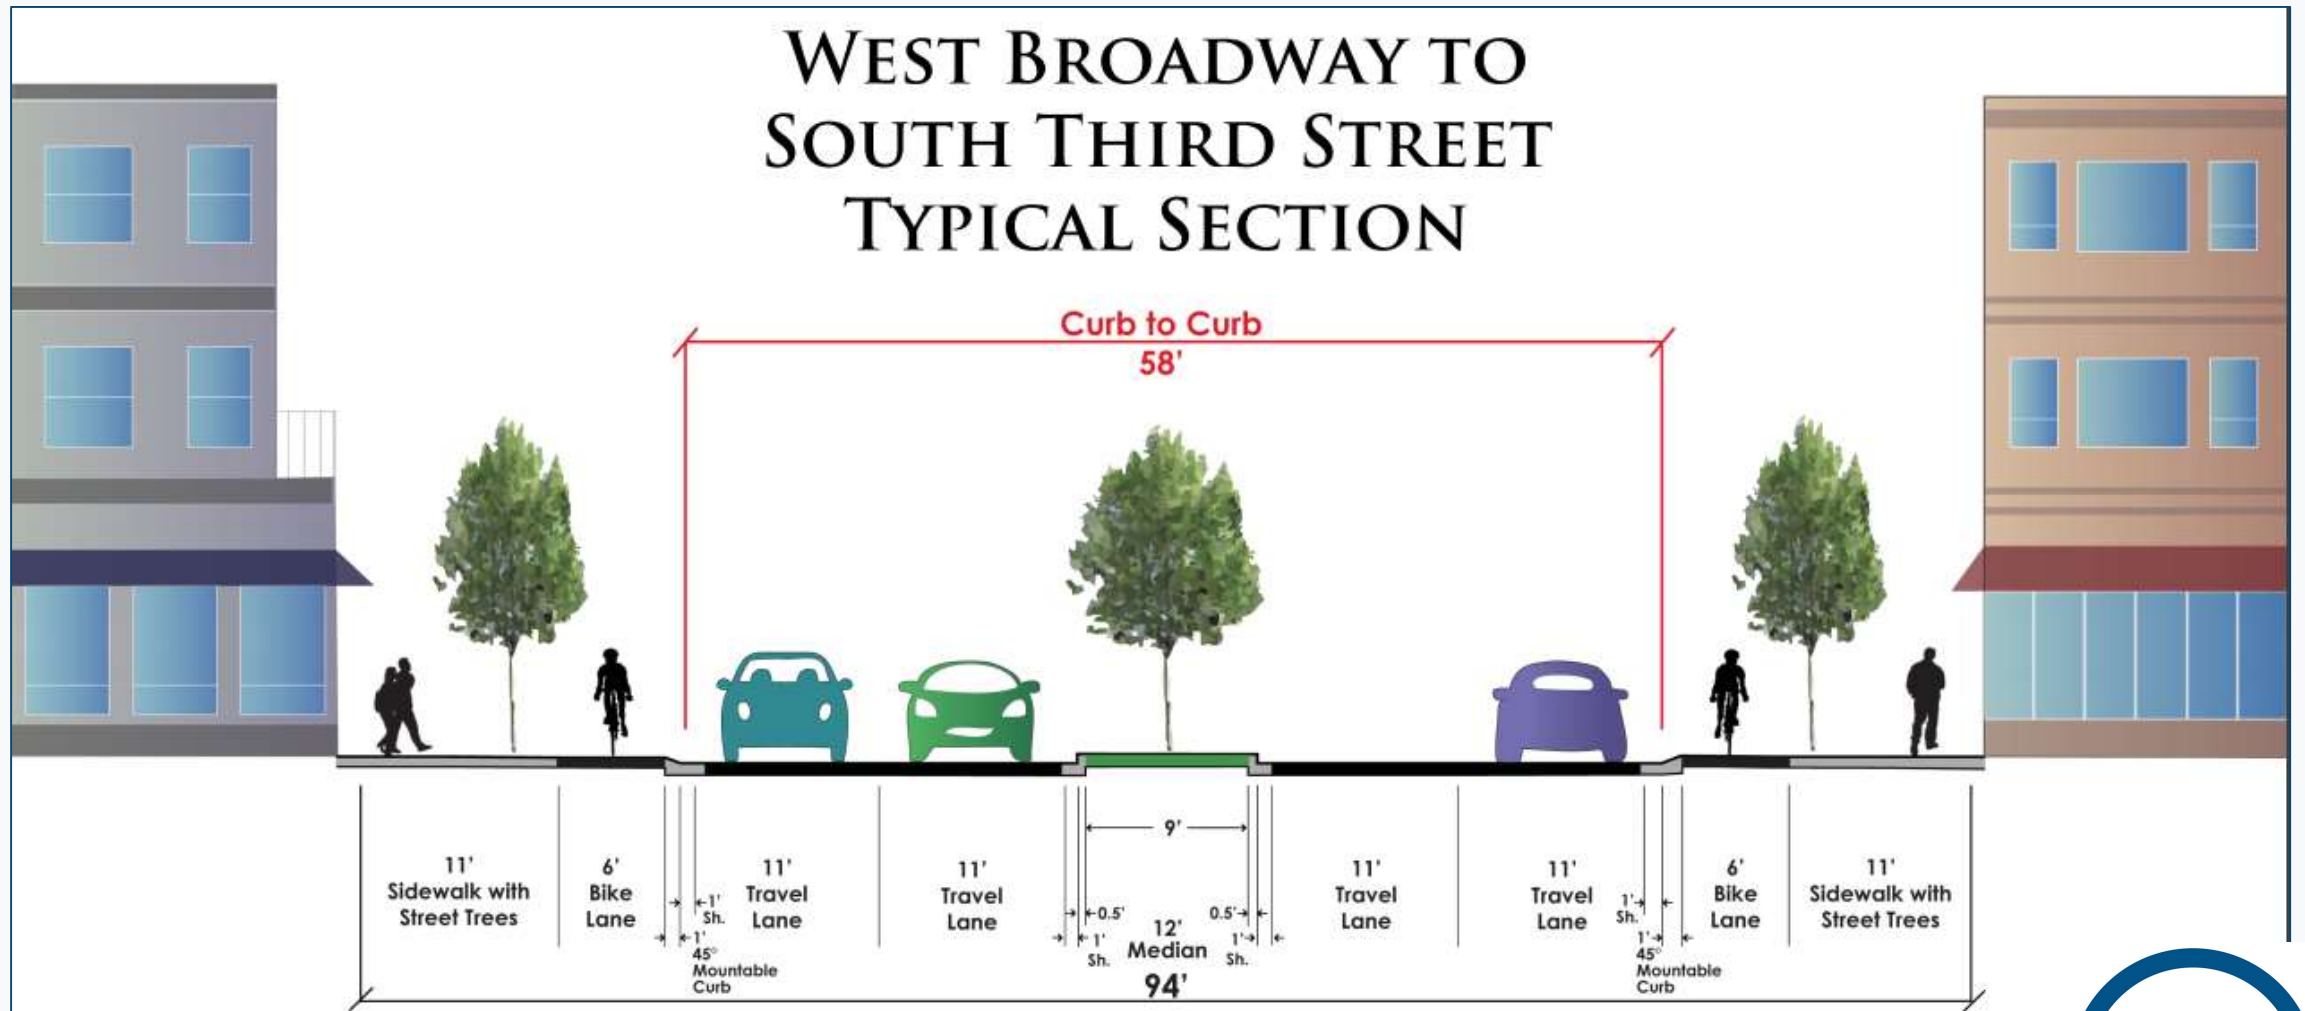 WEST BROADWAY TO
SOUTH THIRD STREET
TYPICAL SECTION
Curb to Curb
58'
11'
Sidewalk with
Street Trees
6'
Bike
Lane
1'
Sh.
1'
45°
Mountable
Curb
11'
Travel
Lane
11'
Travel
Lane
0.5'
1'
Sh.
9'
12'
Median
94'
0.5'
1'
Sh.
11'
Travel
Lane
11'
Travel
Lane
1'
Sh.
1'
45°
Mountable
Curb
6'
Bike
Lane
11'
Sidewalk with
Street Trees